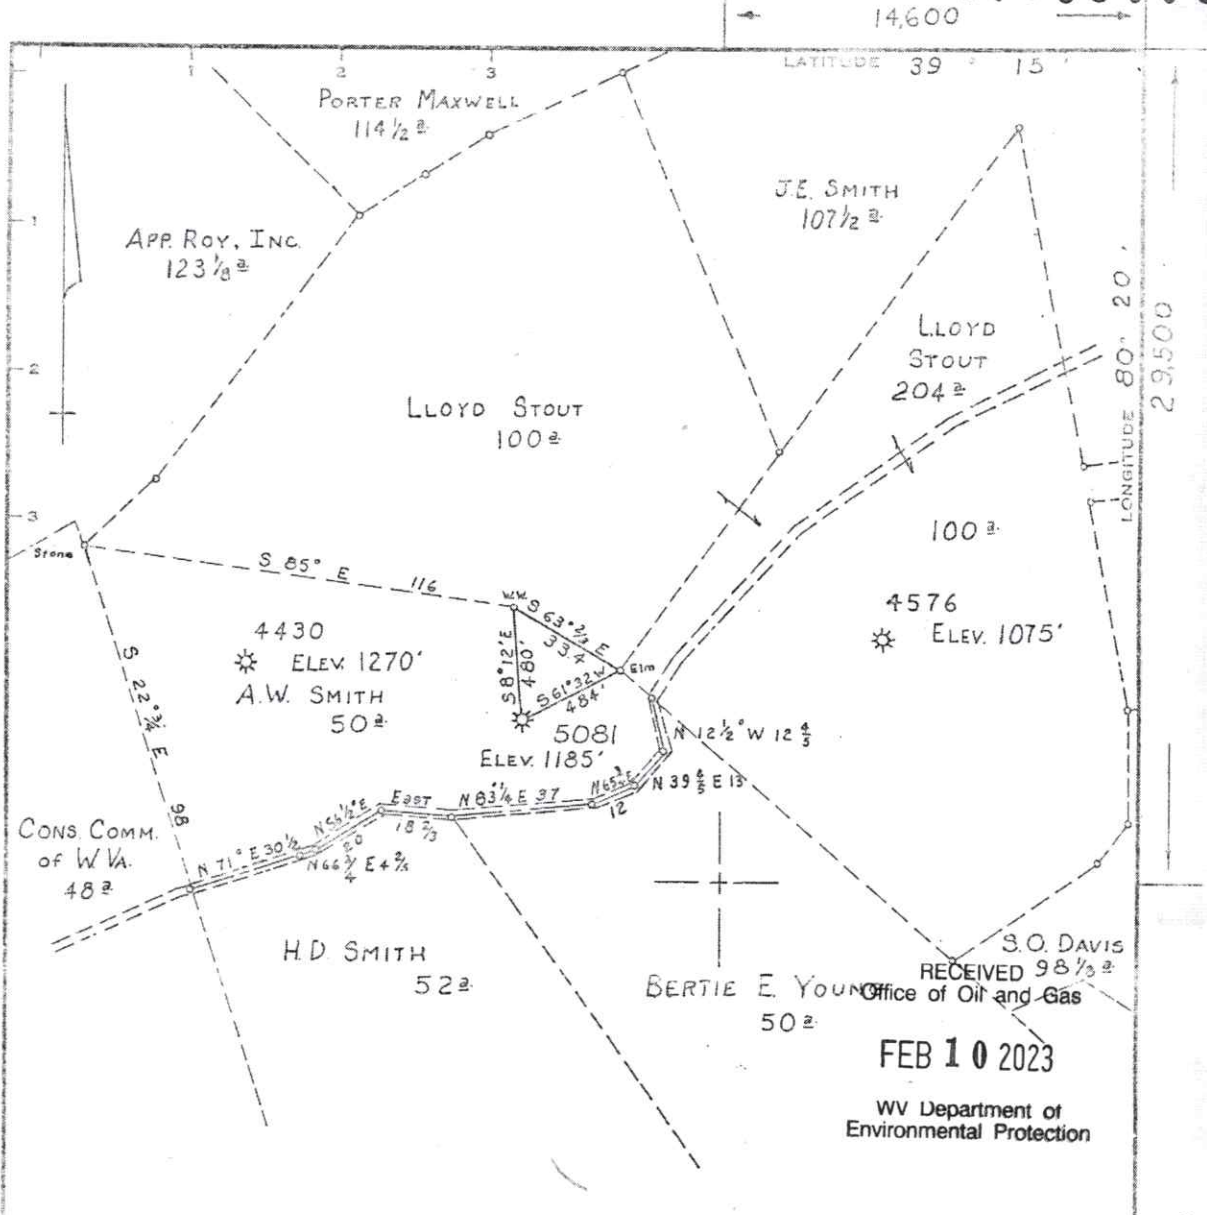 14,600
LATITUDE 39° 15'
1 2 3
PORTER MAXWELL
114 1/2 a.
J.E. SMITH
107 1/2 a.
1
APP. ROY, INC.
123 1/8 a
LONGITUDE 80° 20'
29,500
LLOYD
STOUT
204 a
2
LLOYD STOUT
100 a.
3
100 a.
Stone
S 85° E 116
W.W.
S 63° 2/3 E
33.4
4576
ELEV. 1075'
4430
ELEV. 1270'
A.W. SMITH
50 a.
S 8° 12' E
480'
Elm
S 61° 32 W
484'
S 22° 3/4 E 98
5081
ELEV. 1185'
N 12 1/2° W 12 4/5
N 39 4/5 E 13
12
N 83° 1/4 E 37
EAST
18 2/3
N 56 1/2° E
20
N 66 3/4 E 4 2/5
N 71° E 30 1/2
CONS. COMM.
of W. VA.
48 a
H.D. SMITH
52 a
S.O. DAVIS
98 1/3 a
RECEIVED
Office of Oil and Gas
BERTIE E. YOUNG
50 a.
FEB 10 2023
WV Department of
Environmental Protection